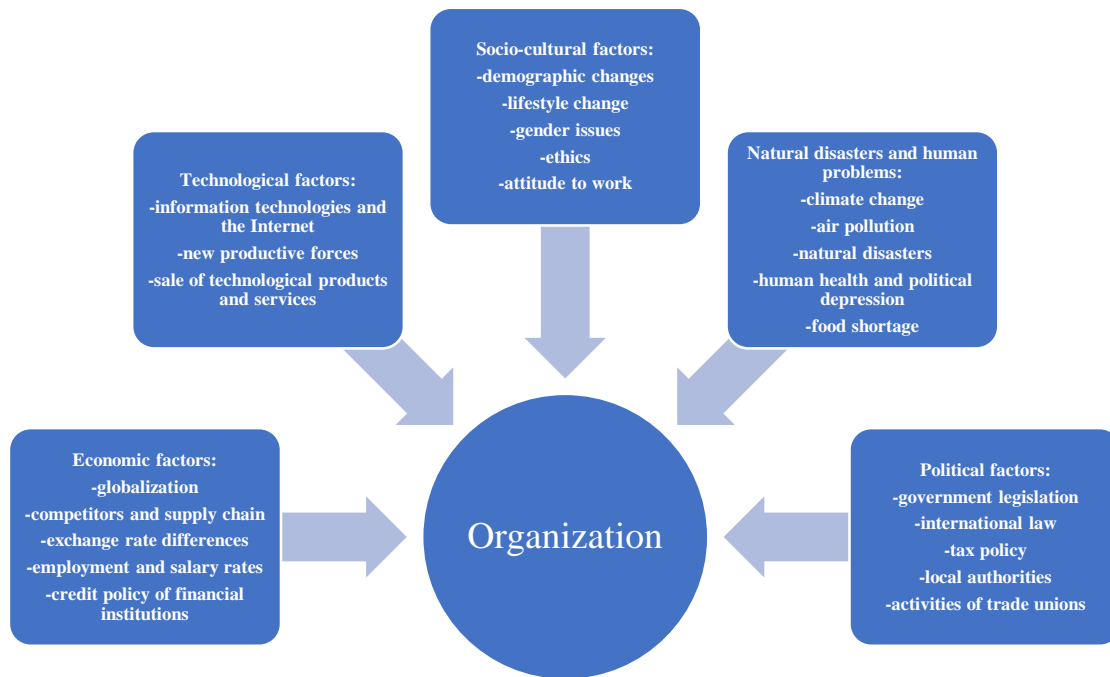 Socio-cultural factors:
-demographic changes
-lifestyle change
-gender issues
-ethics
-attitude to work
Technological factors:
-information technologies and
the Internet
-new productive forces
-sale of technological products
and services
Natural disasters and human
problems:
-climate change
-air pollution
-natural disasters
-human health and political
depression
-food shortage
Economic factors:
-globalization
-competitors and supply chain
-exchange rate differences
-employment and salary rates
-credit policy of financial
institutions
Organization
Political factors:
-government legislation
-international law
-tax policy
-local authorities
-activities of trade unions